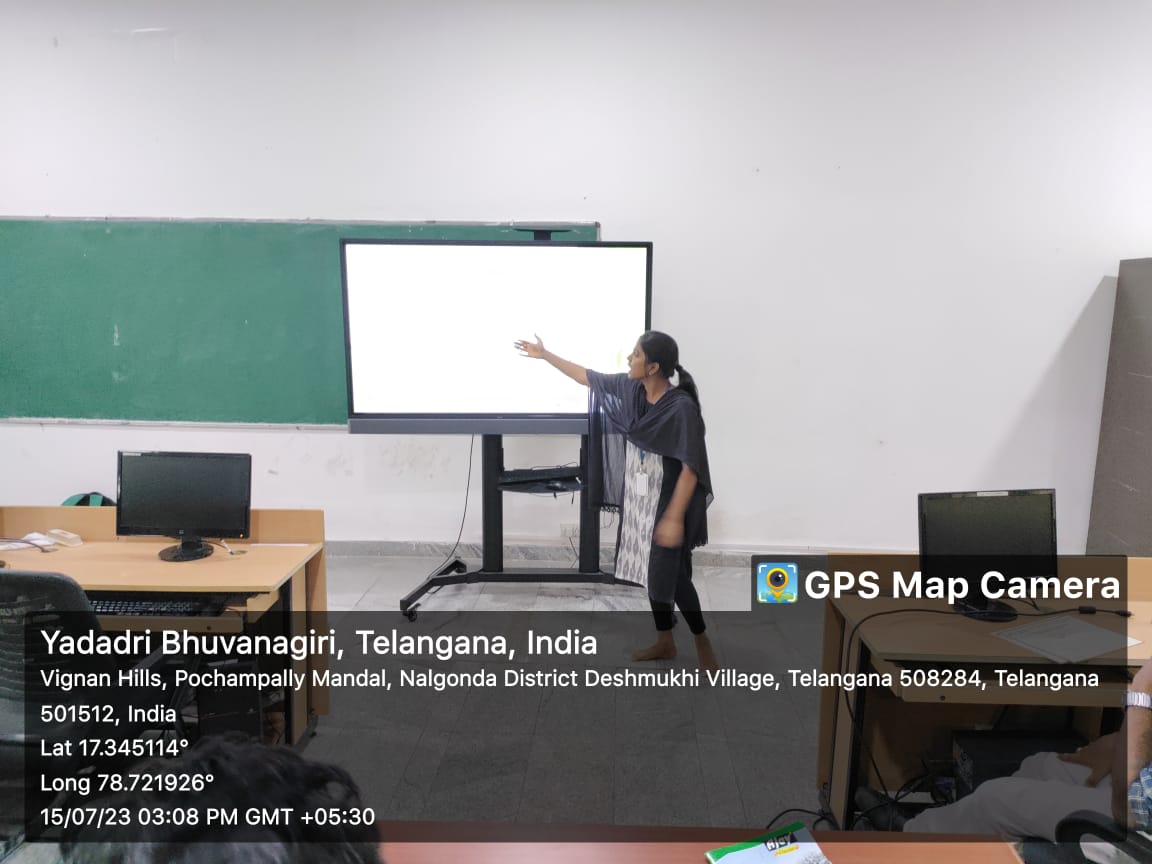 GPS Map Camera
Yadadri Bhuvanagiri, Telangana, India
Vignan Hills, Pochampally Mandal, Nalgonda District Deshmukhi Village, Telangana 508284, Telangana
501512, India
Lat 17.345114°
Long 78.721926°
15/07/23 03:08 PM GMT +05:30